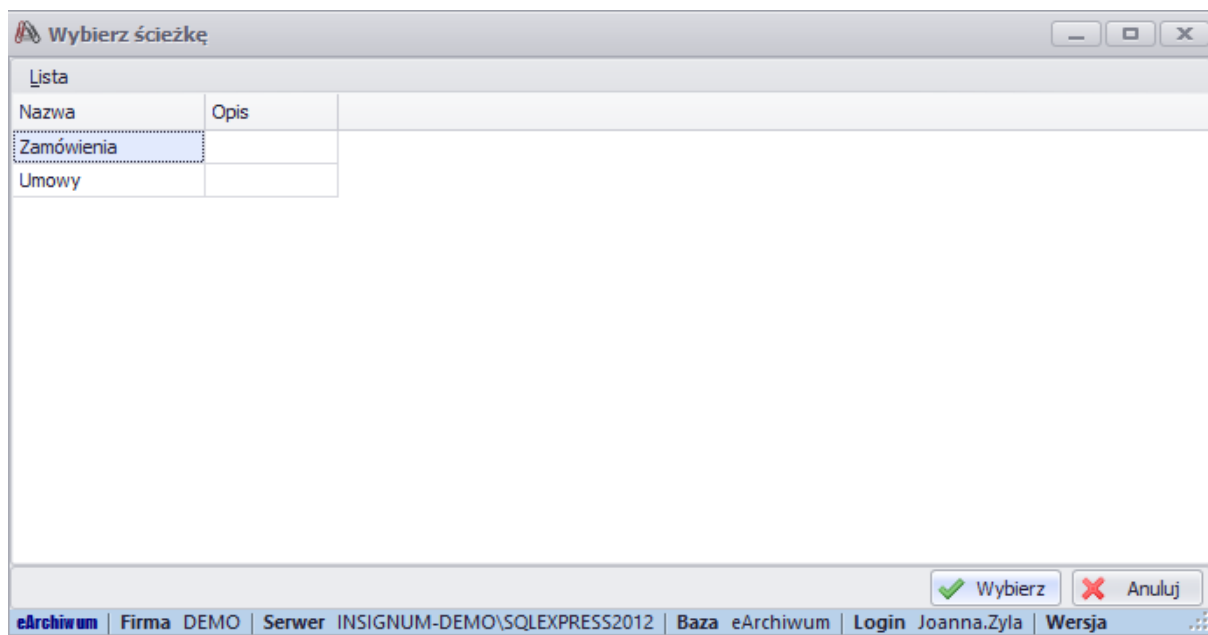 Wybierz ścieżkę
Lista
Nazwa Opis
Zamówienia
Umowy
Wybierz Anuluj
eArchiwum | Firma DEMO | Serwer INSIGNUM-DEMO\SQLEXPRESS2012 | Baza eArchiwum | Login Joanna.Zyla | Wersja